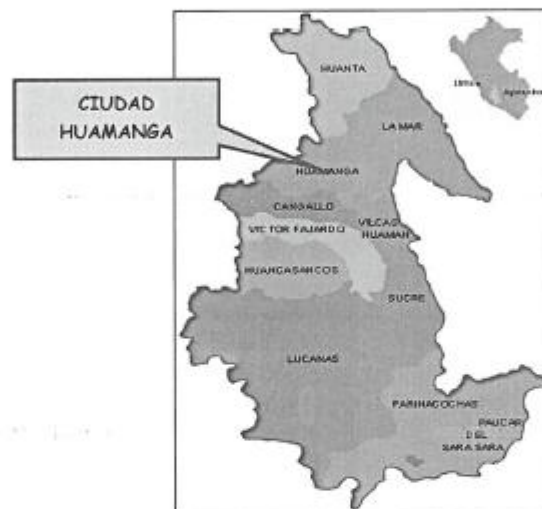 CIUDAD
HUAMANGA
HUANTA
LA MAR
HUAMANGA
CANGALLO
VICTOR FAJARDO
VILCAS
HUAMAN
HUANCASANCOS
SUCRE
LUCANAS
PARINACOCHAS
PAUCAR
DEL
SARA SARA